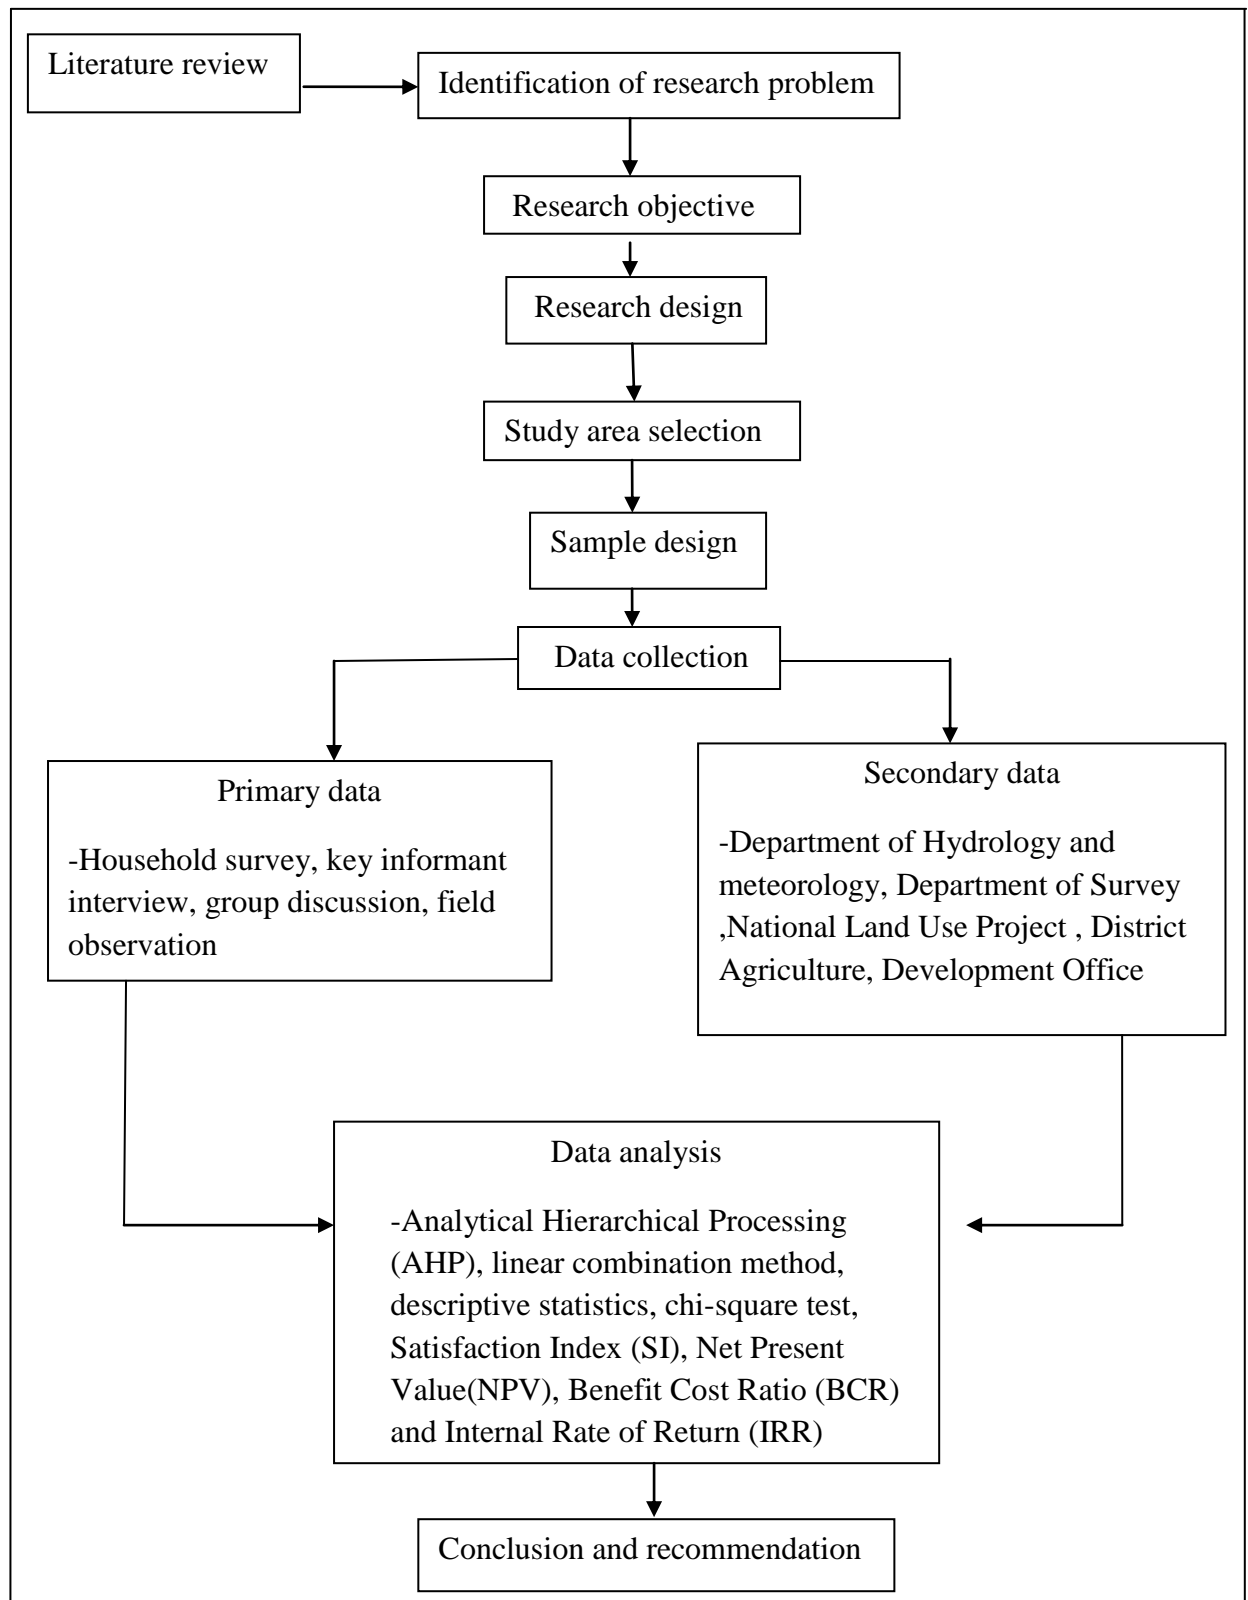 Literature review
Identification of research problem
Research objective
Research design
Study area selection
Sample design
Data collection
Primary data
-Household survey, key informant
interview, group discussion, field
observation
Secondary data
-Department of Hydrology and
meteorology, Department of Survey
,National Land Use Project , District
Agriculture, Development Office
Data analysis
-Analytical Hierarchical Processing
(AHP), linear combination method,
descriptive statistics, chi-square test,
Satisfaction Index (SI), Net Present
Value(NPV), Benefit Cost Ratio (BCR)
and Internal Rate of Return (IRR)
Conclusion and recommendation